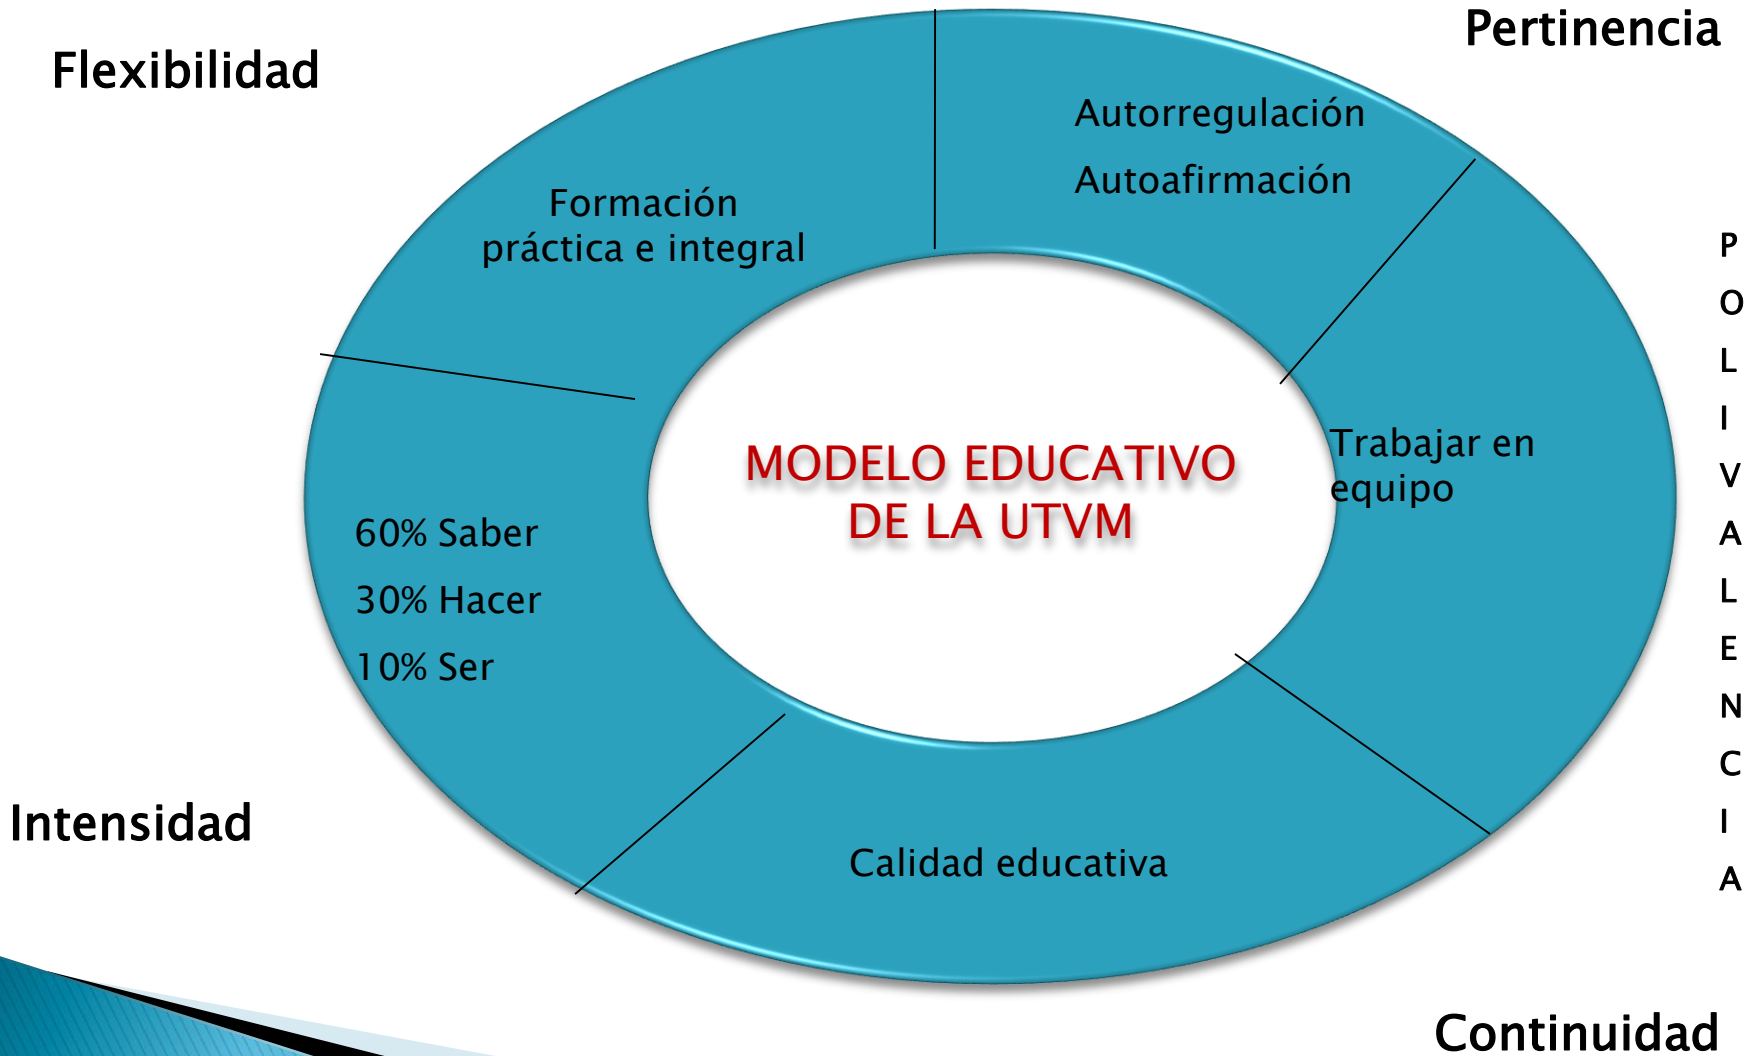 Pertinencia
Flexibilidad
Autorregulación
Autoafirmación
Formación
práctica e integral
P
O
L
I
V
A
L
E
N
C
I
A
MODELO EDUCATIVO
DE LA UTVM
Trabajar en
equipo
60% Saber
30% Hacer
10% Ser
Intensidad
Calidad educativa
Continuidad